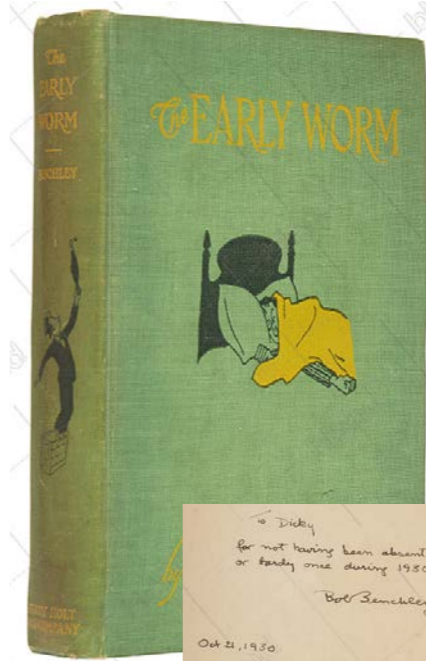 The
EARLY
WORM
BENCHLEY
HENRY HOLT
COMPANY
The EARLY WORM
by
to Dicky
for not having been absent
or tardy once during 1930
Bob Benchley
Oct 21, 1930